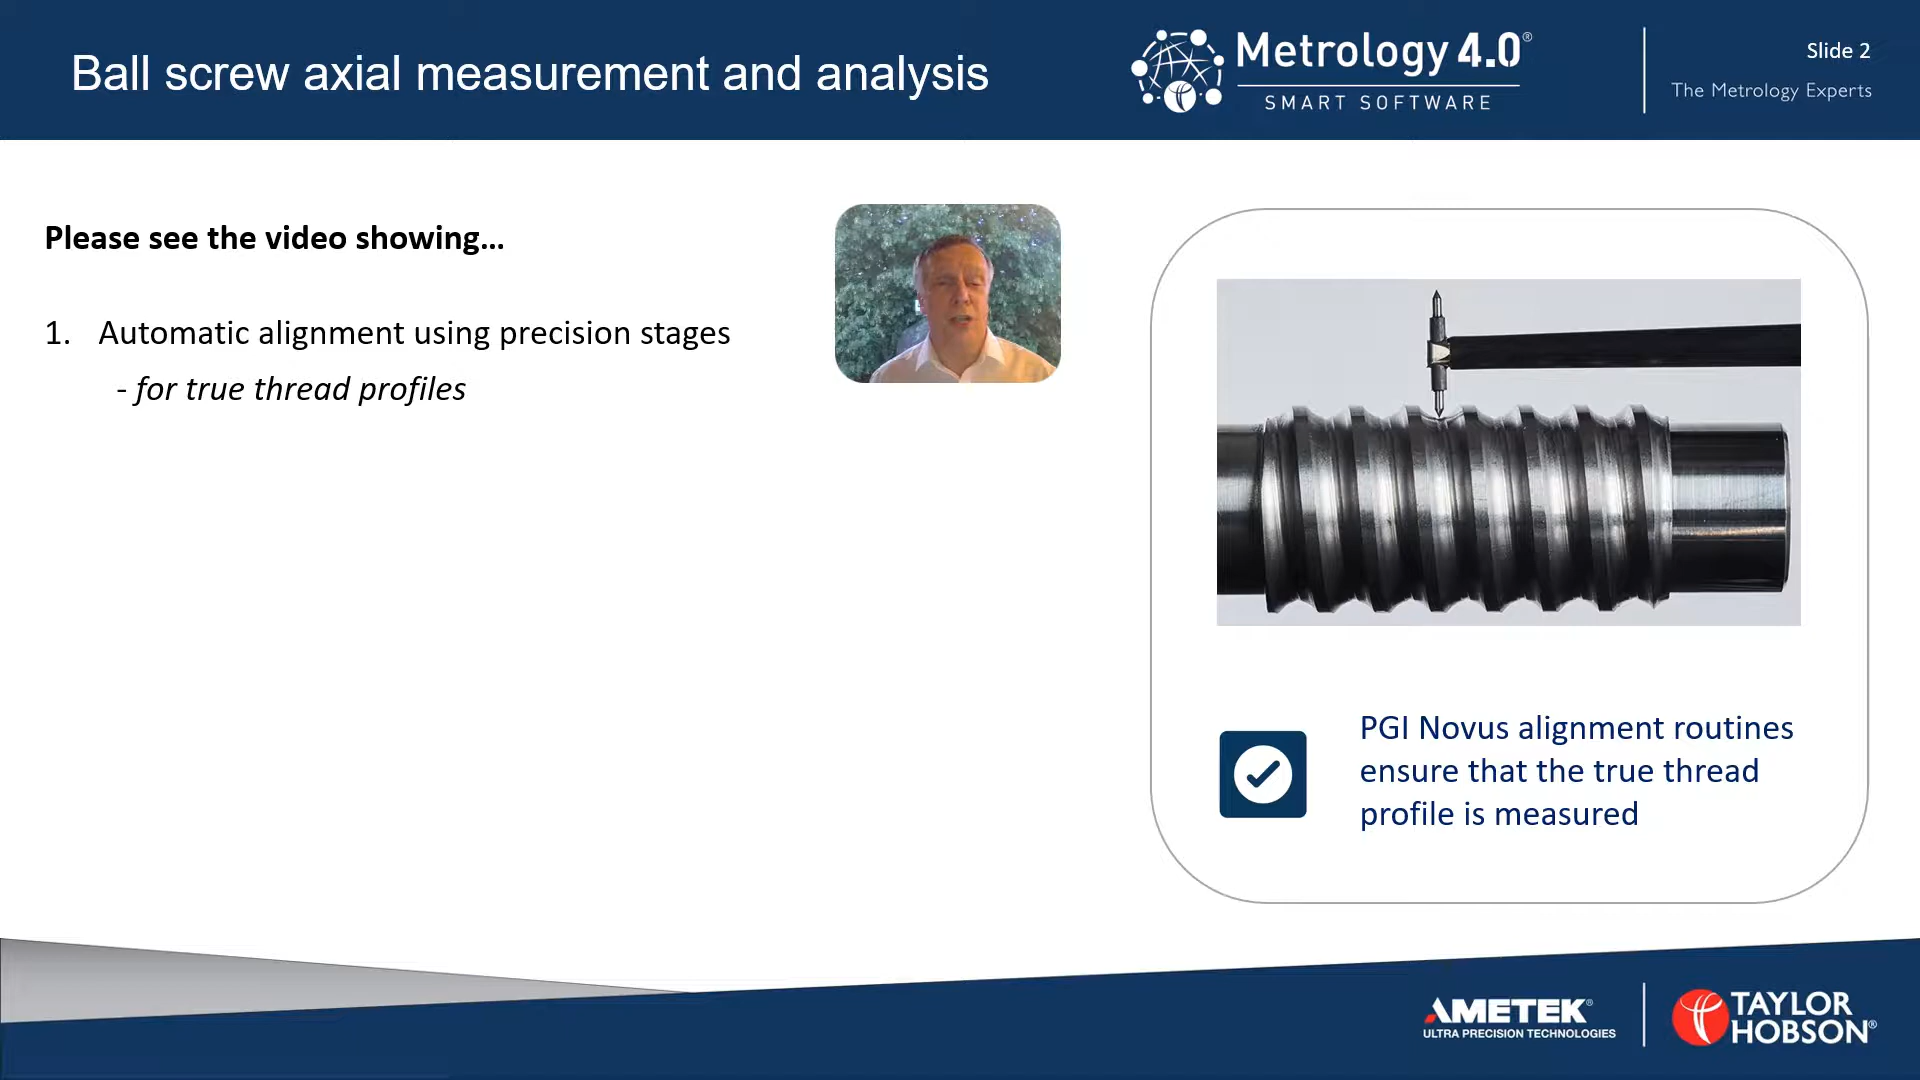 Ball screw axial measurement and analysis
Metrology 4.0®
SMART SOFTWARE
Slide 2
The Metrology Experts
Please see the video showing...
1. Automatic alignment using precision stages
- for true thread profiles
PGI Novus alignment routines
ensure that the true thread
profile is measured
AMETEK®
ULTRA PRECISION TECHNOLOGIES
TAYLOR
HOBSON®